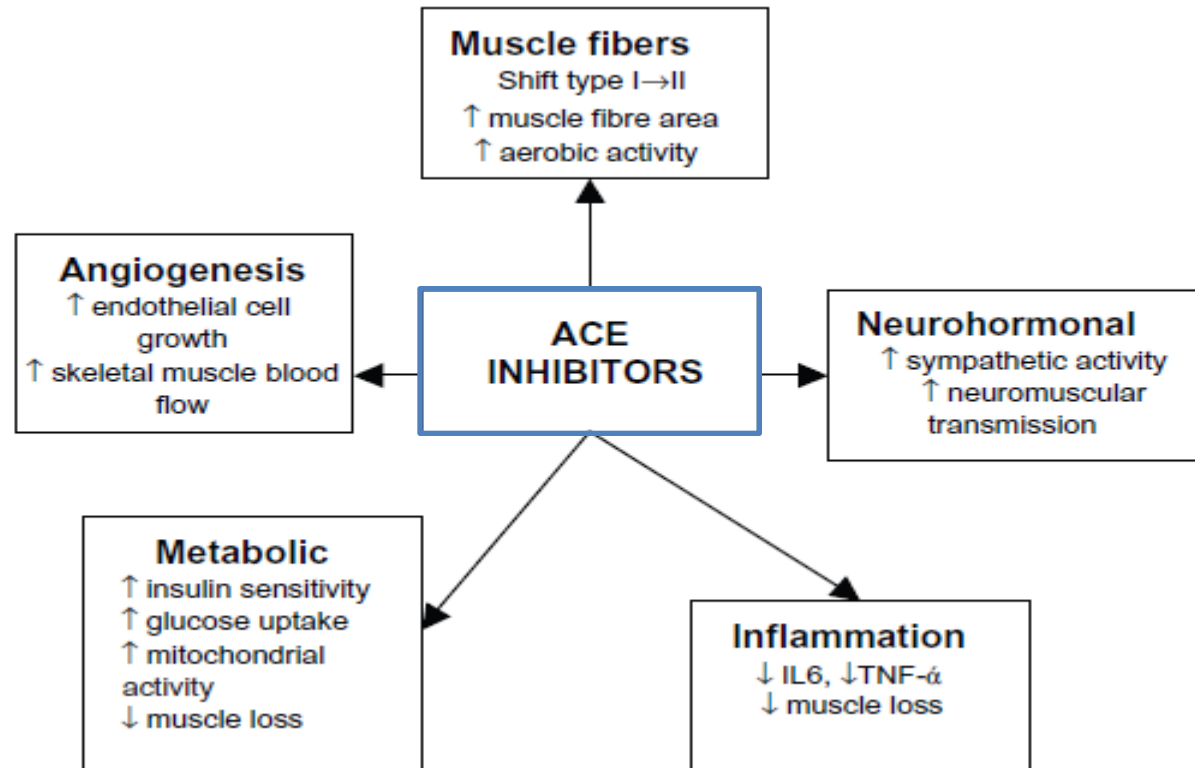 Muscle fibers
Shift type I→II
↑ muscle fibre area
↑ aerobic activity
Angiogenesis
↑ endothelial cell
growth
↑ skeletal muscle blood
flow
ACE
INHIBITORS
Neurohormonal
↑ sympathetic activity
↑ neuromuscular
transmission
Metabolic
↑ insulin sensitivity
↑ glucose uptake
↑ mitochondrial
activity
↓ muscle loss
Inflammation
↓ IL6, ↓TNF-ά
↓ muscle loss